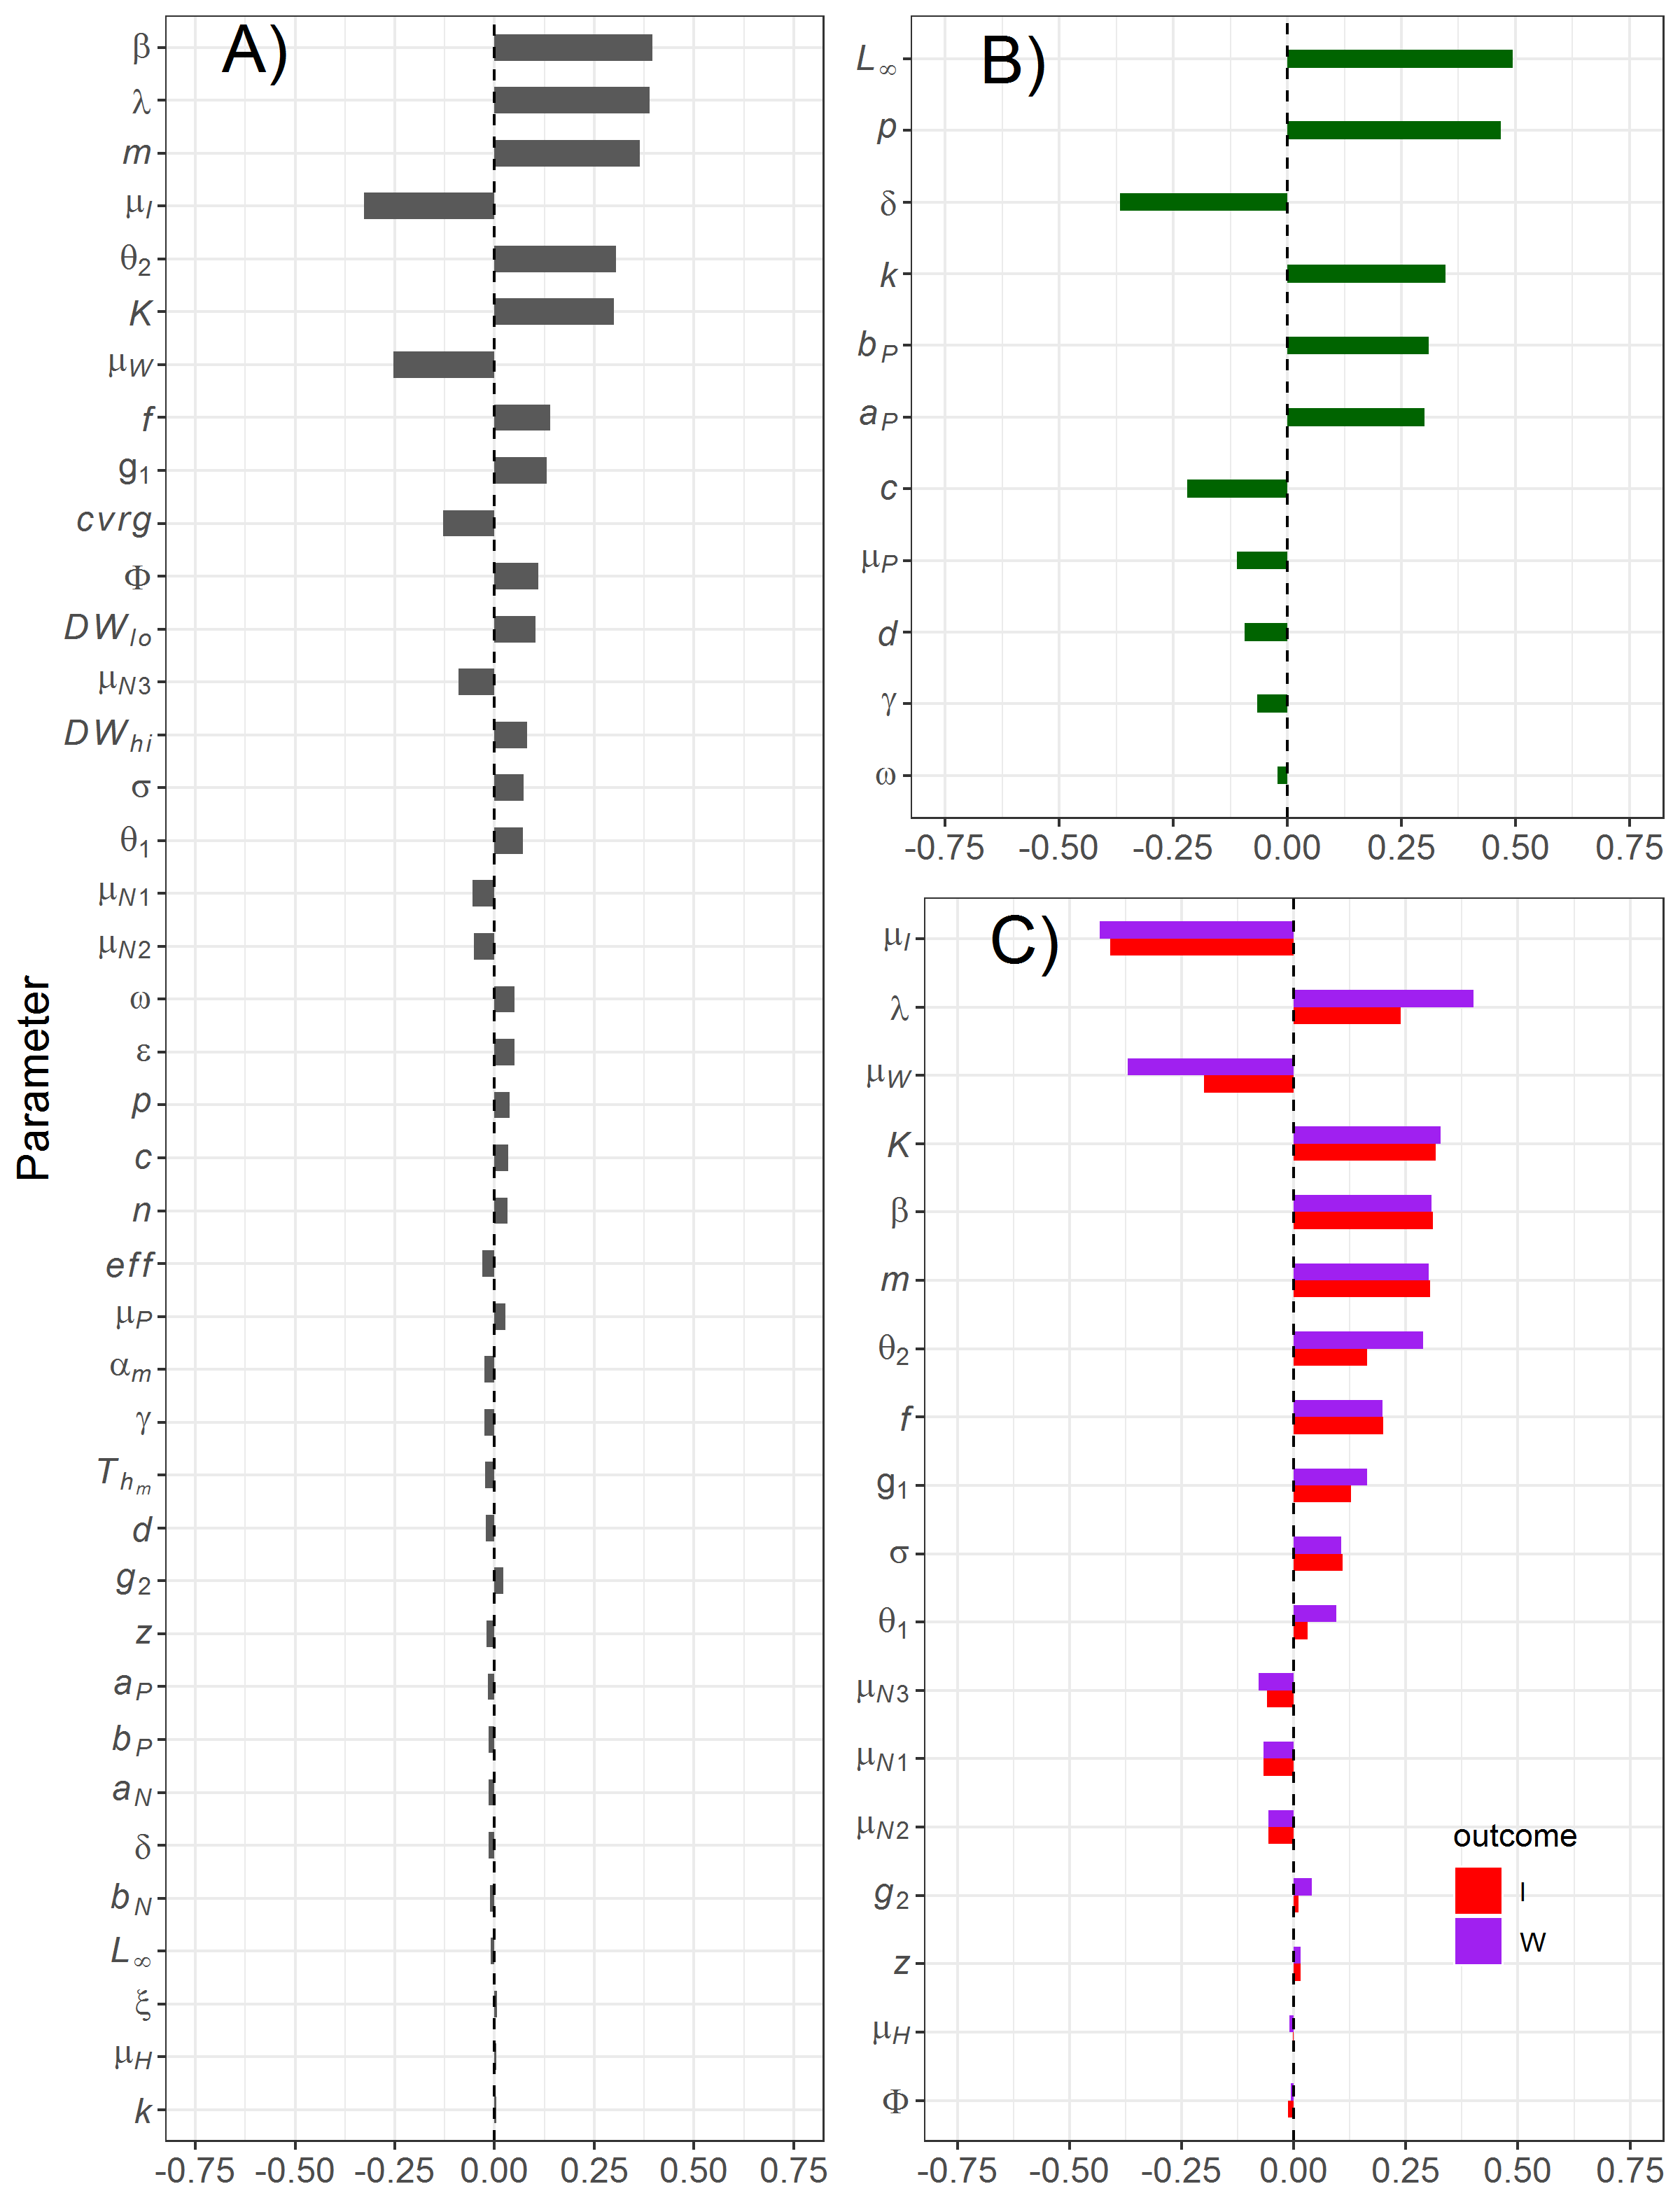 Parameter
A)
β
λ
m
μI
θ2
K
μW
f
g1
cvrg
Φ
DWlo
μN3
DWhi
σ
θ1
μN1
μN2
ω
ε
p
c
n
eff
μP
αm
γ
Thm
d
g2
z
aP
bP
aN
δ
bN
L∞
ξ
μH
k
-0.75 -0.50 -0.25 0.00 0.25 0.50 0.75
B)
L∞
p
δ
k
bP
aP
c
μP
d
γ
ω
-0.75 -0.50 -0.25 0.00 0.25 0.50 0.75
C)
μI
λ
μW
K
β
m
θ2
f
g1
σ
θ1
μN3
μN1
μN2
g2
z
μH
Φ
outcome
I
W
-0.75 -0.50 -0.25 0.00 0.25 0.50 0.75